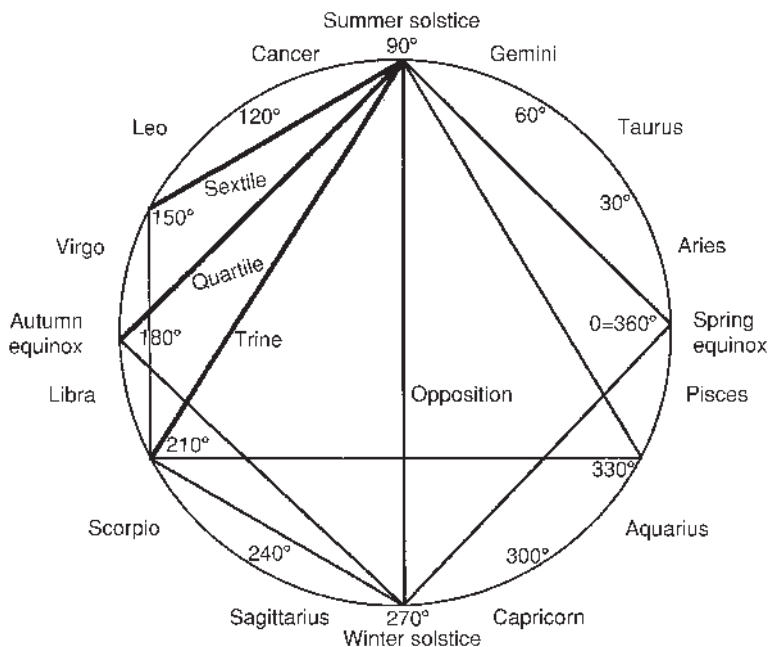 Summer solstice
Cancer
90°
Gemini
Leo
120°
60°
Taurus
Sextile
150°
30°
Virgo
Aries
Quartile
Autumn
equinox
180°
Trine
0=360°
Spring
equinox
Libra
Opposition
Pisces
210°
330°
Scorpio
240°
300°
Aquarius
Sagittarius
270°
Capricorn
Winter solstice